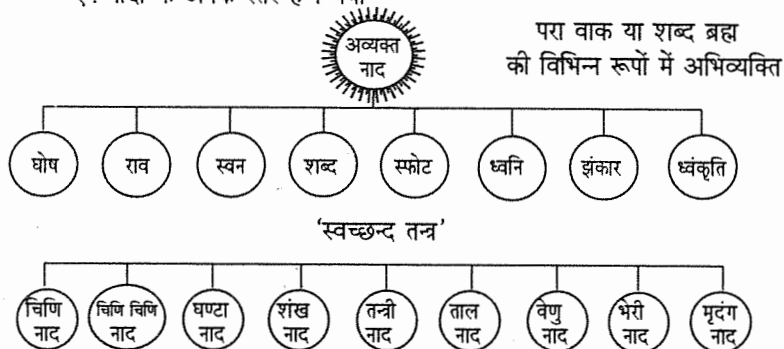 अव्यक्त
नाद
परा वाक या शब्द ब्रह्म
की विभिन्न रूपों में अभिव्यक्ति
घोष राव स्वन शब्द स्फोट ध्वनि झंकार ध्वंकृति
‘स्वच्छन्द तन्त्र’
चिणि चिणि चिणि घण्टा शंख तन्त्री ताल वेणु भेरी मृदंग
नाद नाद नाद नाद नाद नाद नाद नाद नाद